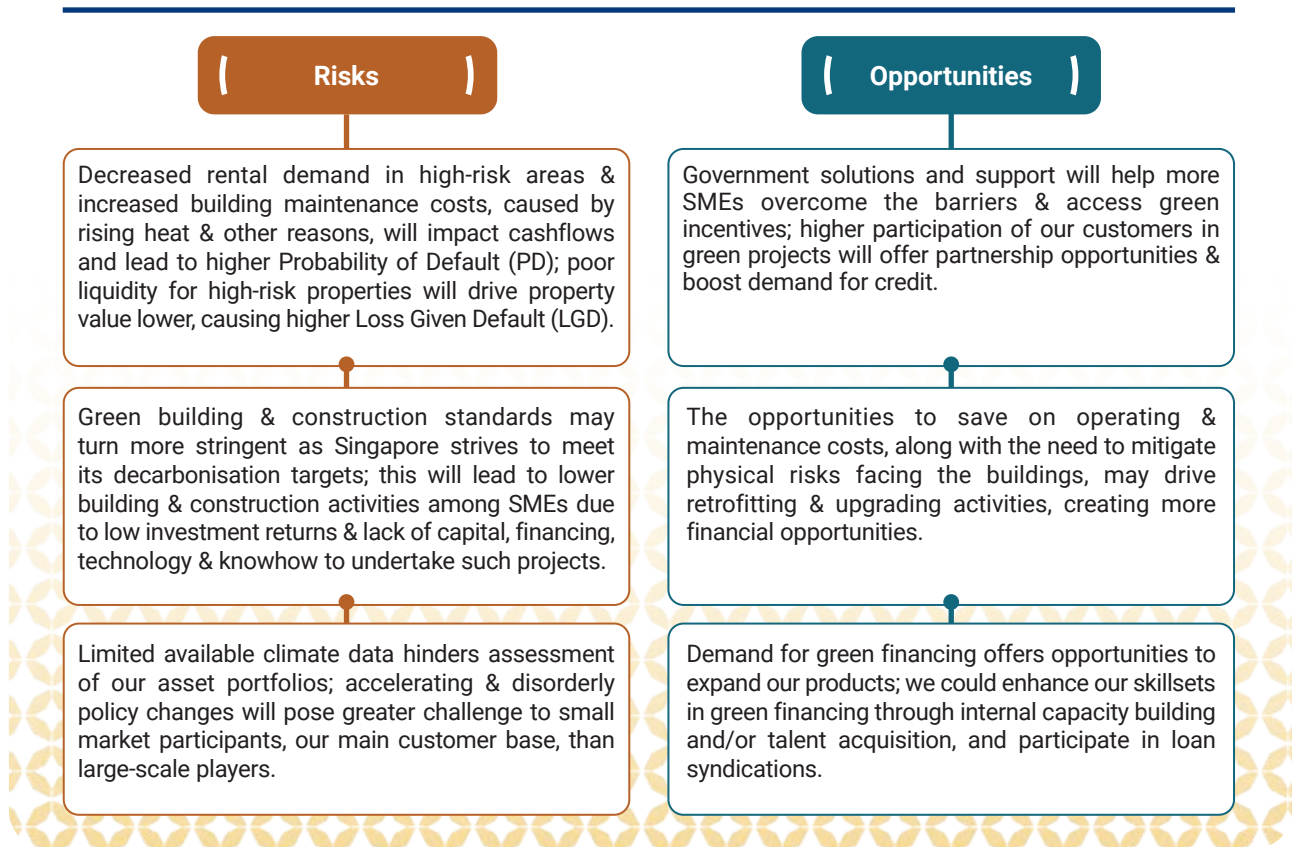 Risks
Decreased rental demand in high-risk areas &
increased building maintenance costs, caused by
rising heat & other reasons, will impact cashflows
and lead to higher Probability of Default (PD); poor
liquidity for high-risk properties will drive property
value lower, causing higher Loss Given Default (LGD).
Green building & construction standards may
turn more stringent as Singapore strives to meet
its decarbonisation targets; this will lead to lower
building & construction activities among SMEs due
to low investment returns & lack of capital, financing,
technology & knowhow to undertake such projects.
Limited available climate data hinders assessment
of our asset portfolios; accelerating & disorderly
policy changes will pose greater challenge to small
market participants, our main customer base, than
large-scale players.
Opportunities
Government solutions and support will help more
SMEs overcome the barriers & access green
incentives; higher participation of our customers in
green projects will offer partnership opportunities &
boost demand for credit.
The opportunities to save on operating &
maintenance costs, along with the need to mitigate
physical risks facing the buildings, may drive
retrofitting & upgrading activities, creating more
financial opportunities.
Demand for green financing offers opportunities to
expand our products; we could enhance our skillsets
in green financing through internal capacity building
and/or talent acquisition, and participate in loan
syndications.